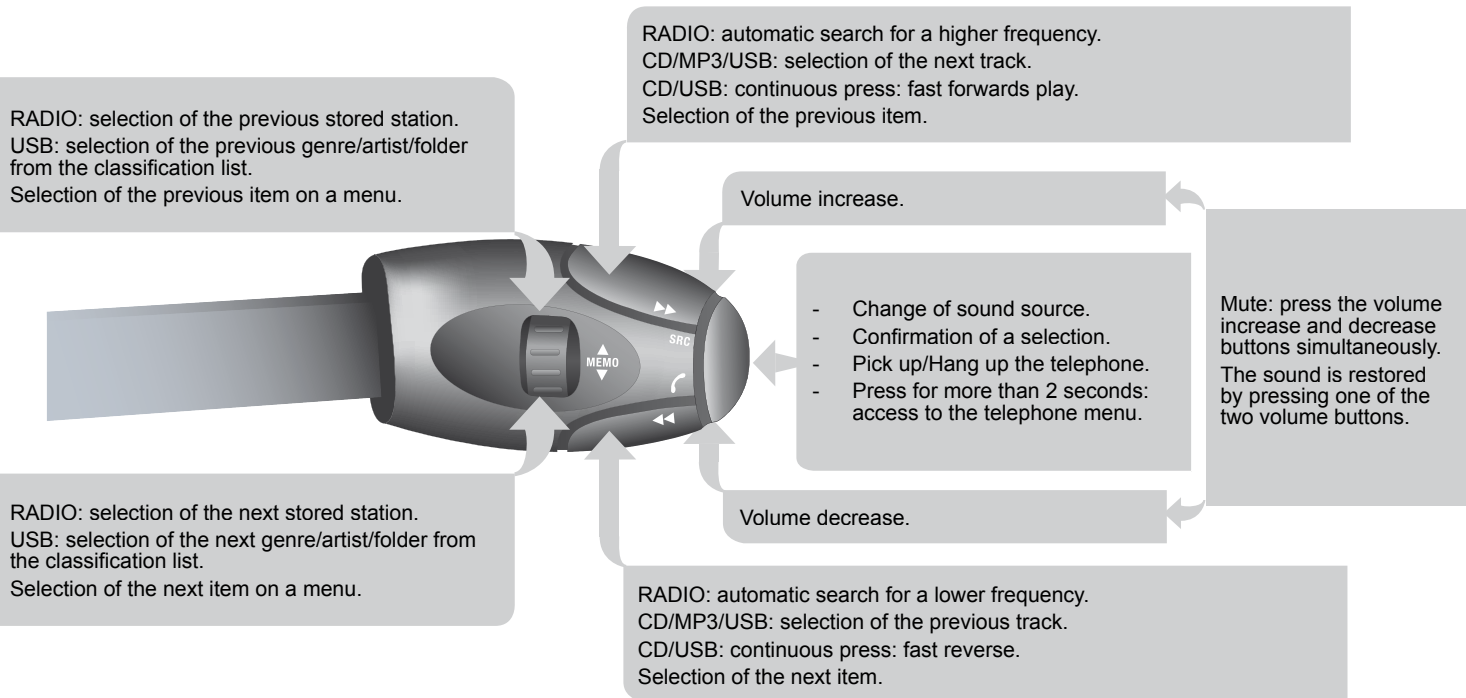 RADIO: automatic search for a higher frequency.
CD/MP3/USB: selection of the next track.
CD/USB: continuous press: fast forwards play.
Selection of the previous item.
RADIO: selection of the previous stored station.
USB: selection of the previous genre/artist/folder
from the classification list.
Selection of the previous item on a menu.
Volume increase.
- Change of sound source.
- Confirmation of a selection.
- Pick up/Hang up the telephone.
- Press for more than 2 seconds:
access to the telephone menu.
Mute: press the volume
increase and decrease
buttons simultaneously.
The sound is restored
by pressing one of the
two volume buttons.
SRC
MEMO
RADIO: selection of the next stored station.
USB: selection of the next genre/artist/folder from
the classification list.
Selection of the next item on a menu.
Volume decrease.
RADIO: automatic search for a lower frequency.
CD/MP3/USB: selection of the previous track.
CD/USB: continuous press: fast reverse.
Selection of the next item.